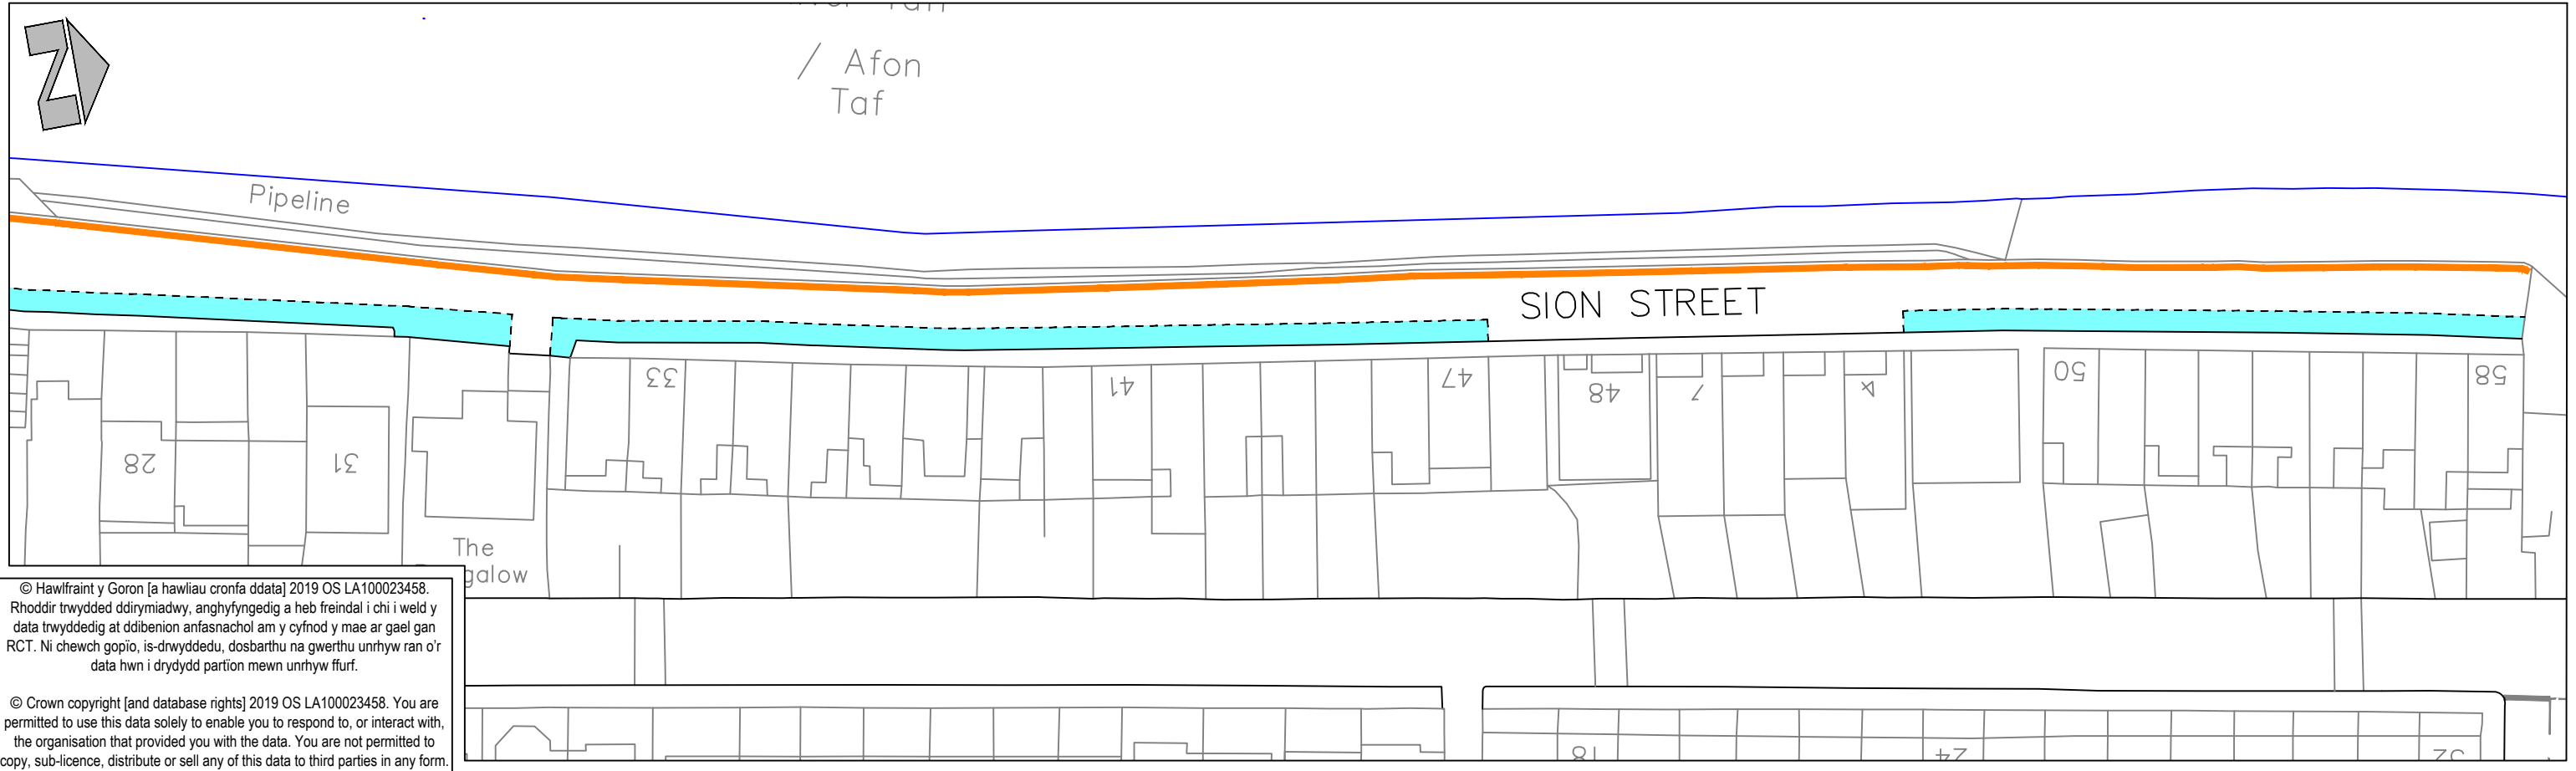 / Afon
Taf
Pipeline
SION STREET
33
41
47
48
7
4
50
58
28
31
The
18
24
© Hawlfraint y Goron [a hawliau cronfa ddata] 2019 OS LA100023458.
Rhoddir trwydded ddirymiadwy, anghyfyngedig a heb freindal i chi i weld y
data trwyddedig at ddibenion anfasnachol am y cyfnod y mae ar gael gan
RCT. Ni chewch gopïo, is-drwyddedu, dosbarthu na gwerthu unrhyw ran o'r
data hwn i drydydd partïon mewn unrhyw ffurf.
© Crown copyright [and database rights] 2019 OS LA100023458. You are
permitted to use this data solely to enable you to respond to, or interact with,
the organisation that provided you with the data. You are not permitted to
copy, sub-licence, distribute or sell any of this data to third parties in any form.